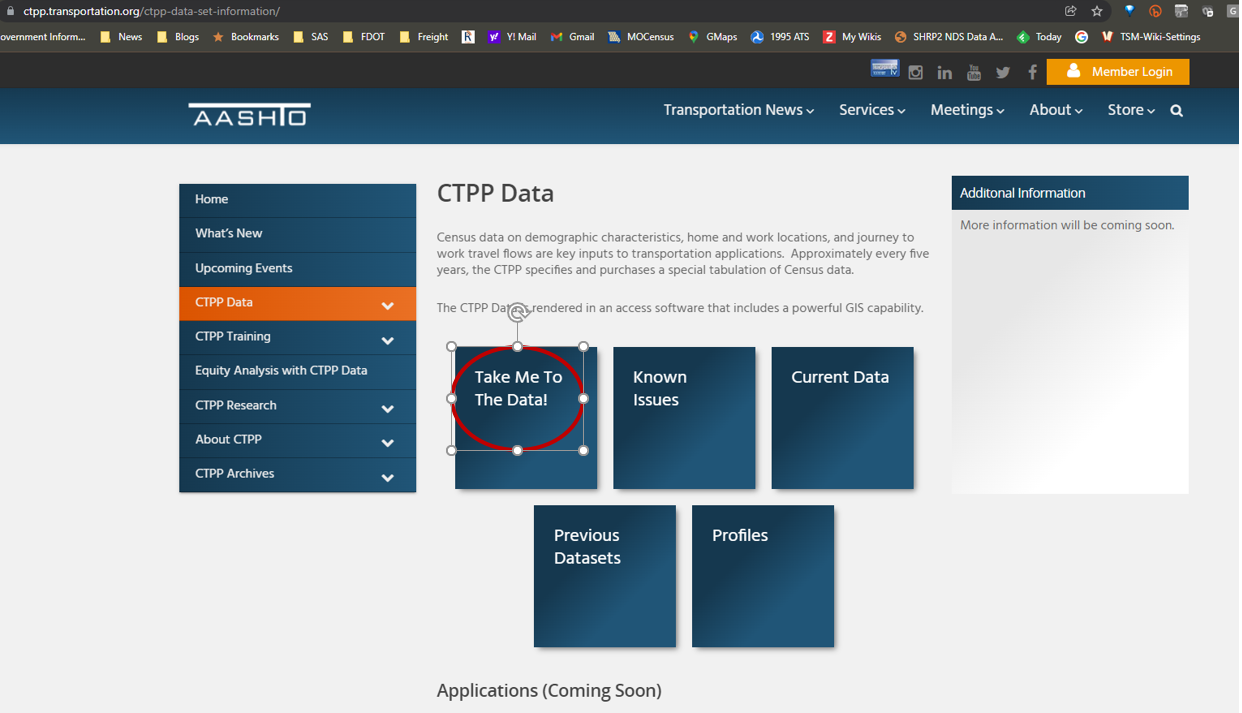 ctpp.transportation.org/ctpp-data-set-information/
overnment Inform... News Blogs Bookmarks SAS FDOT Freight Y! Mail Gmail MOCensus GMaps 1995 ATS My Wikis SHRP2 NDS Data A... Today TSM-Wiki-Settings
Member Login
AASHTO
Transportation News Services Meetings About Store
Home
What's New
Upcoming Events
CTPP Data
CTPP Training
Equity Analysis with CTPP Data
CTPP Research
About CTPP
CTPP Archives
CTPP Data
Census data on demographic characteristics, home and work locations, and journey to
work travel flows are key inputs to transportation applications. Approximately every five
years, the CTPP specifies and purchases a special tabulation of Census data.
The CTPP Data is rendered in an access software that includes a powerful GIS capability.
Take Me To
The Data!
Known
Issues
Current Data
Previous
Datasets
Profiles
Applications (Coming Soon)
Additonal Information
More information will be coming soon.